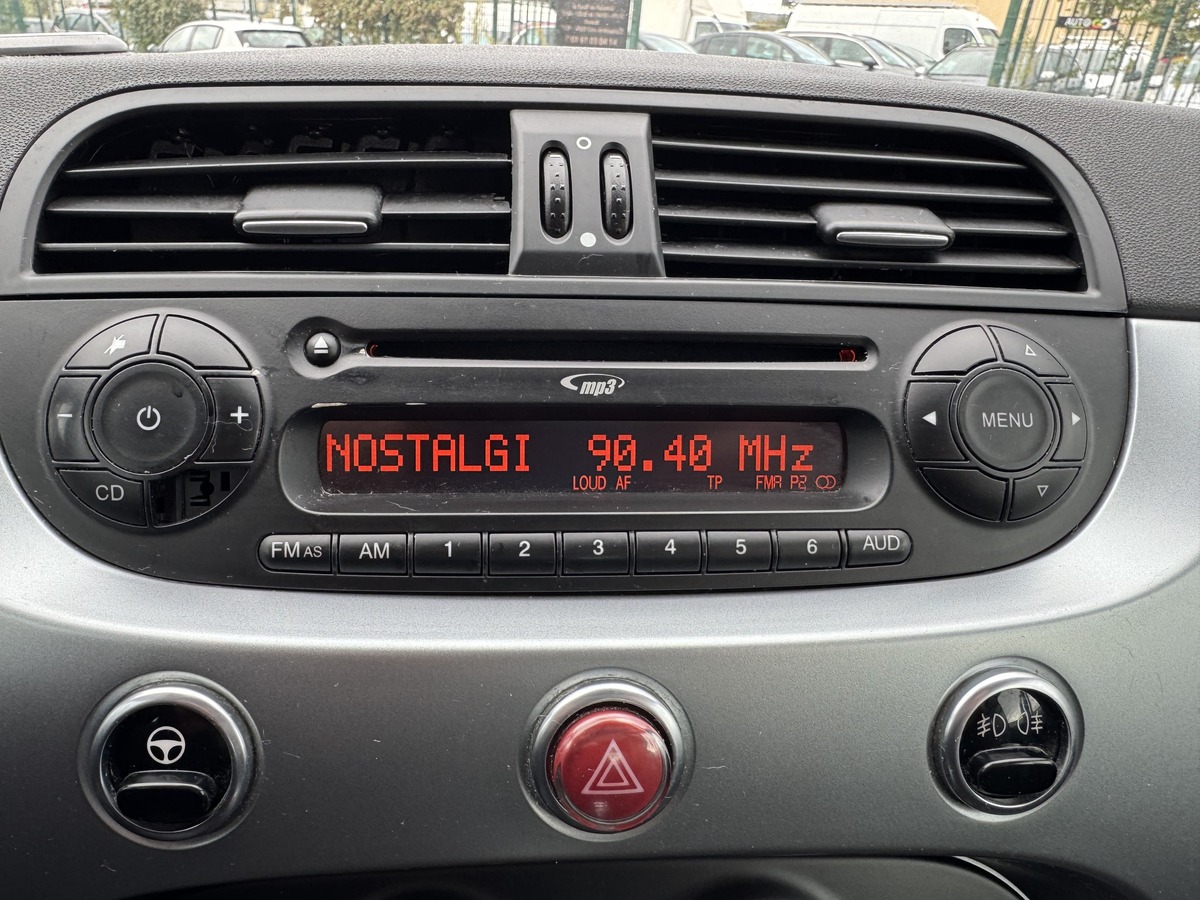 AUTO
mp3
NOSTALGI 90.40 MHz
LOUD AF TP FMA P2
MENU
CD
FM AS AM 1 2 3 4 5 6 AUD